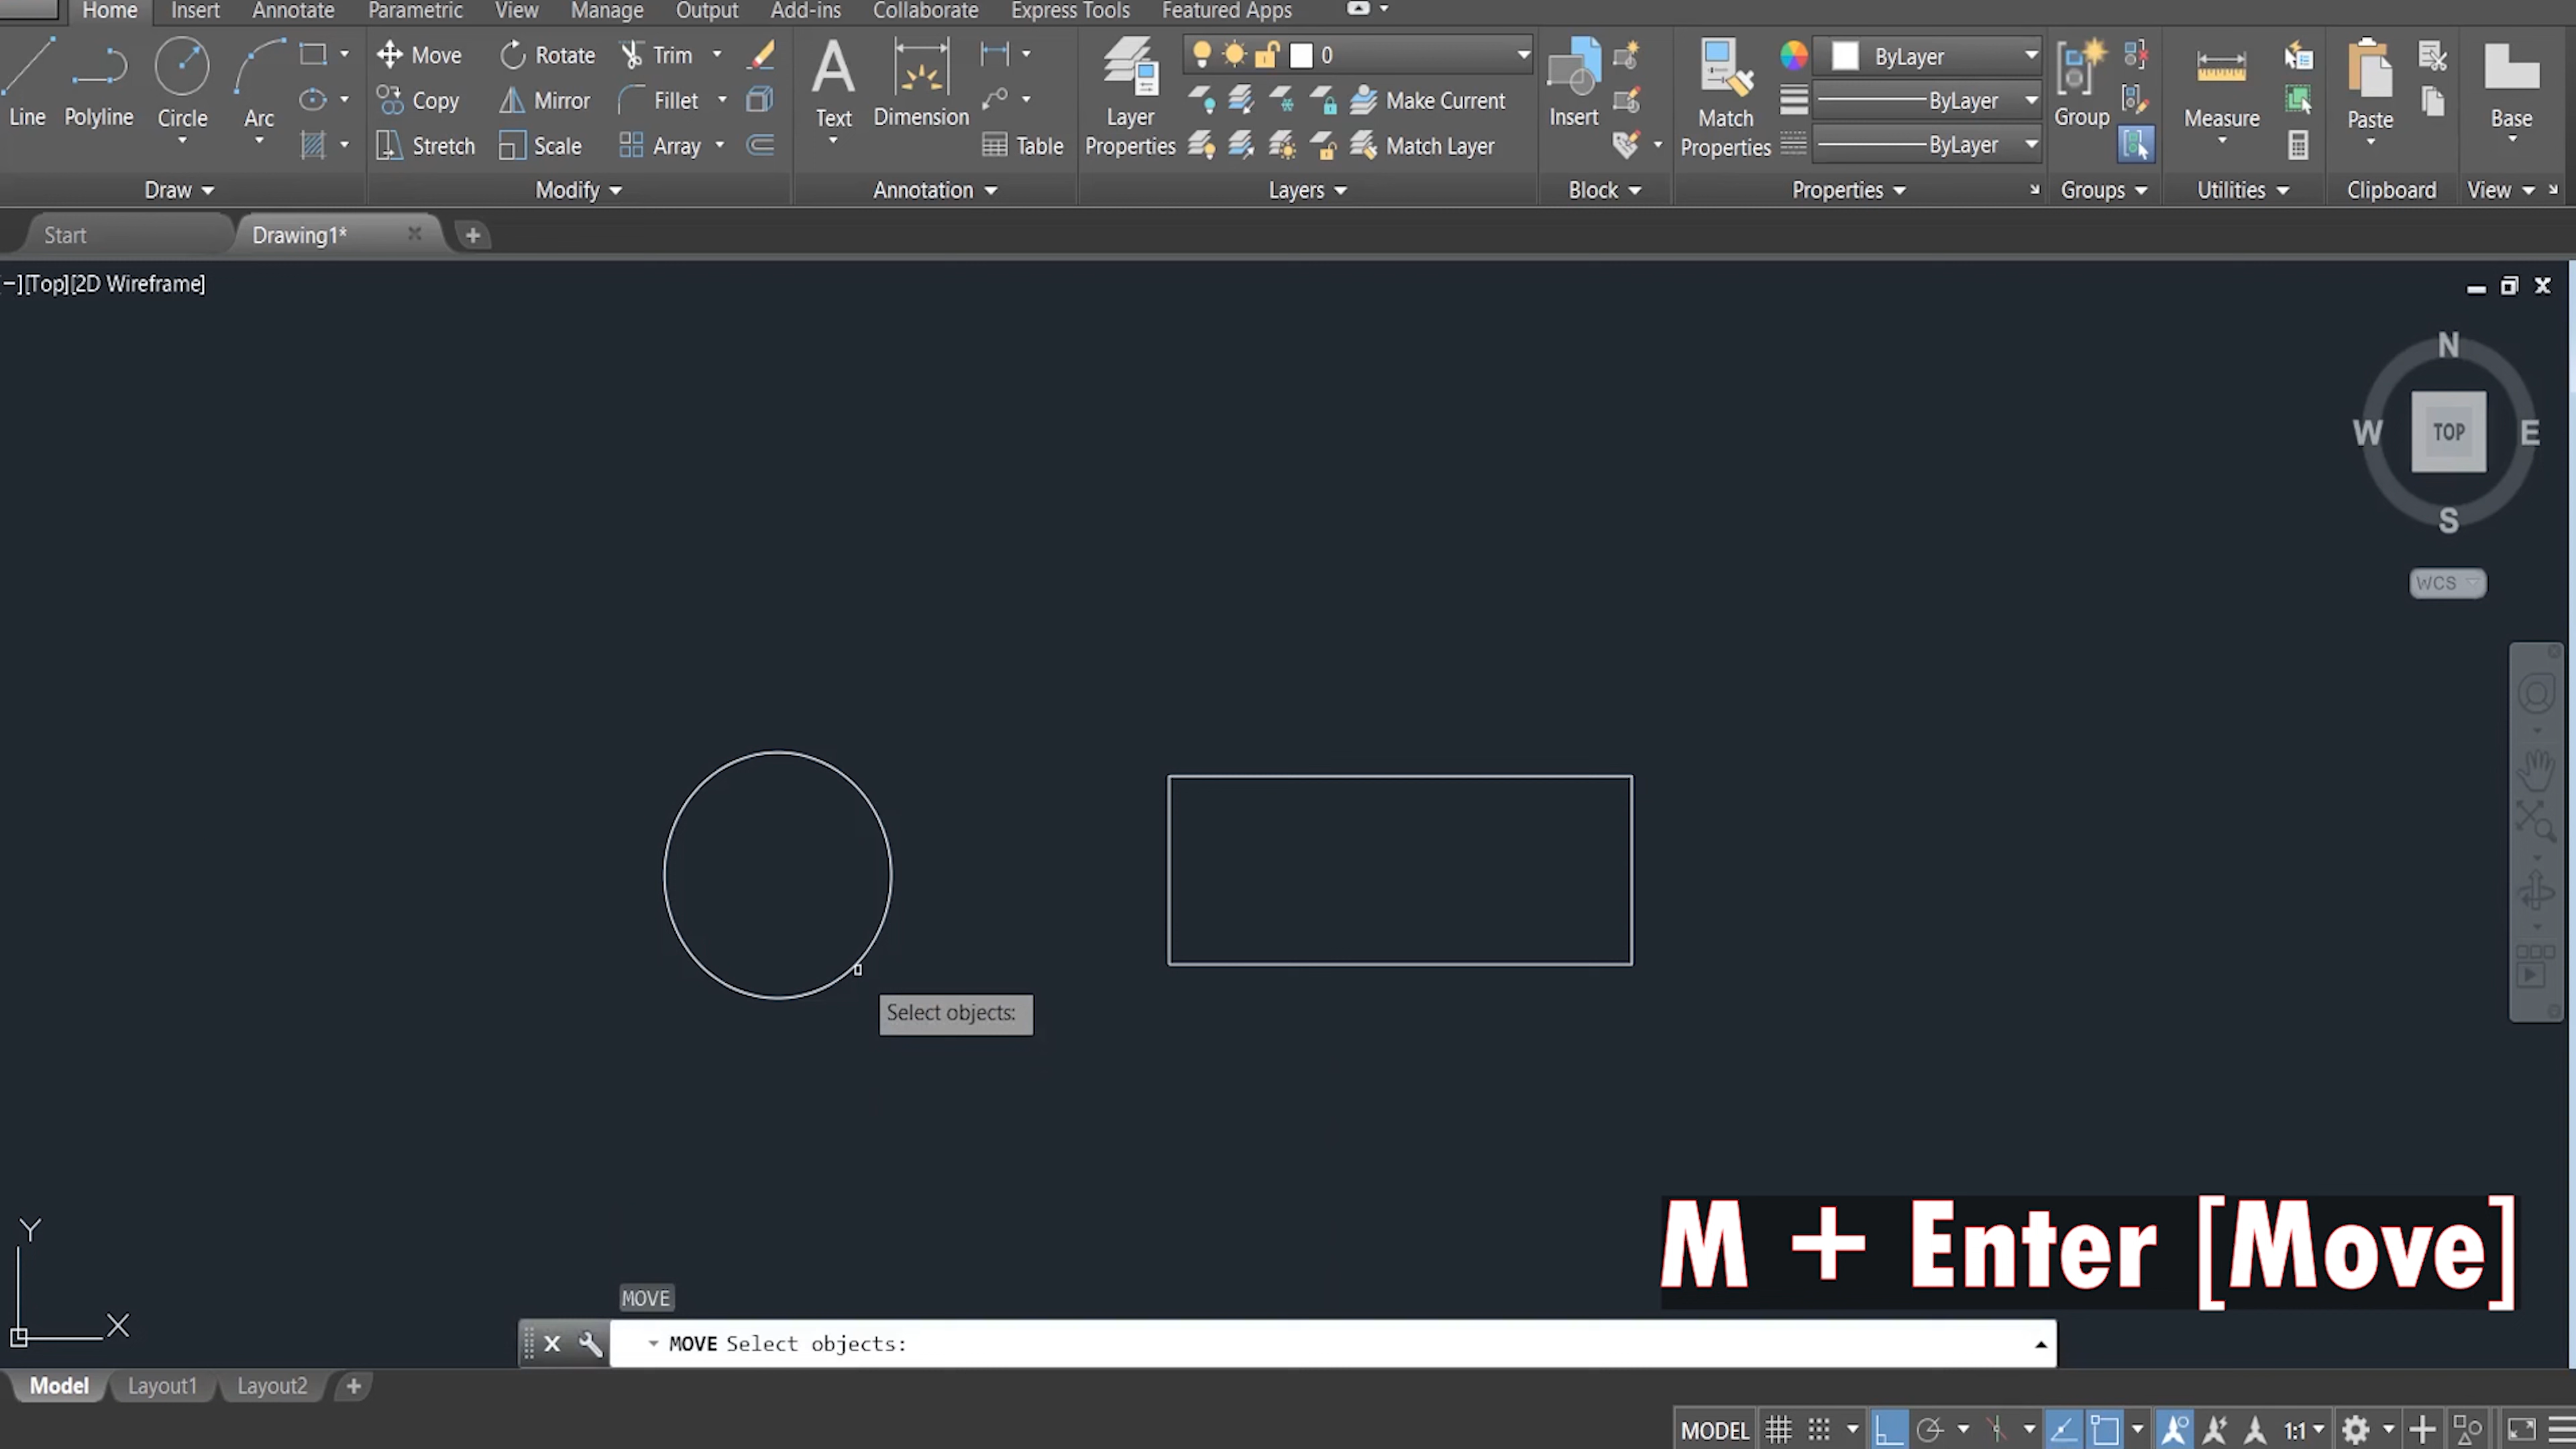 Home Insert Annotate Parametric View Manage Output Add-ins Collaborate Express Tools Featured Apps
Line Polyline Circle Arc
Move Rotate Trim
Copy Mirror Fillet
Stretch Scale Array
Text Dimension Table
Layer Properties
0
Make Current
Match Layer
Insert
Match Properties
ByLayer
ByLayer
ByLayer
Group
Measure
Paste
Base
Draw Modify Annotation Layers Block Properties Groups Utilities Clipboard View
Start Drawing1*
[−][Top][2D Wireframe]
N
W TOP E
S
WCS
Select objects:
M + Enter [Move]
Y
X
MOVE
MOVE Select objects:
Model Layout1 Layout2
MODEL 1:1